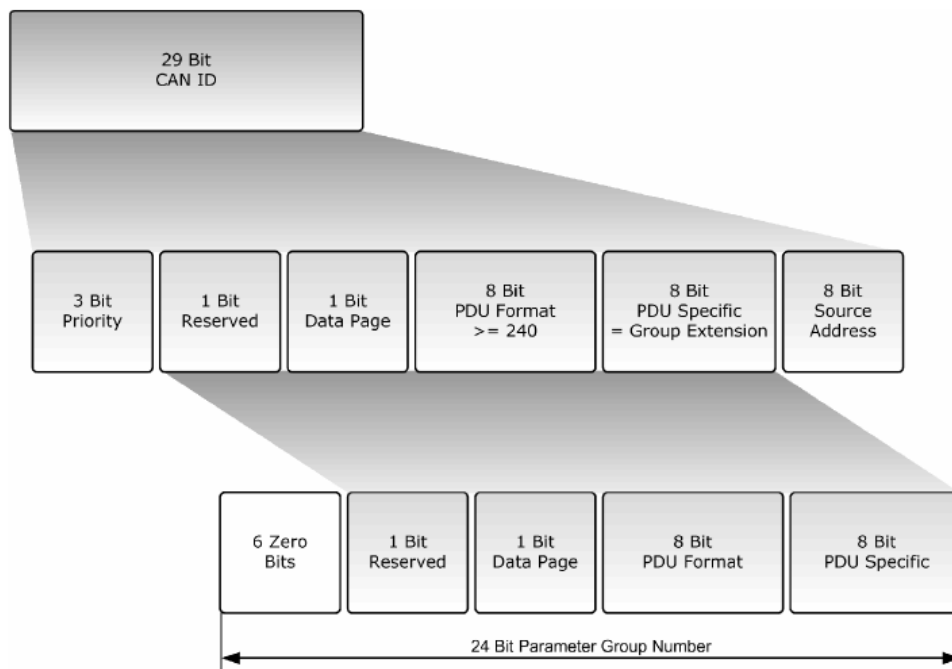 29 Bit
CAN ID
3 Bit
Priority
1 Bit
Reserved
1 Bit
Data Page
8 Bit
PDU Format
>= 240
8 Bit
PDU Specific
= Group Extension
8 Bit
Source
Address
6 Zero
Bits
1 Bit
Reserved
1 Bit
Data Page
8 Bit
PDU Format
8 Bit
PDU Specific
24 Bit Parameter Group Number